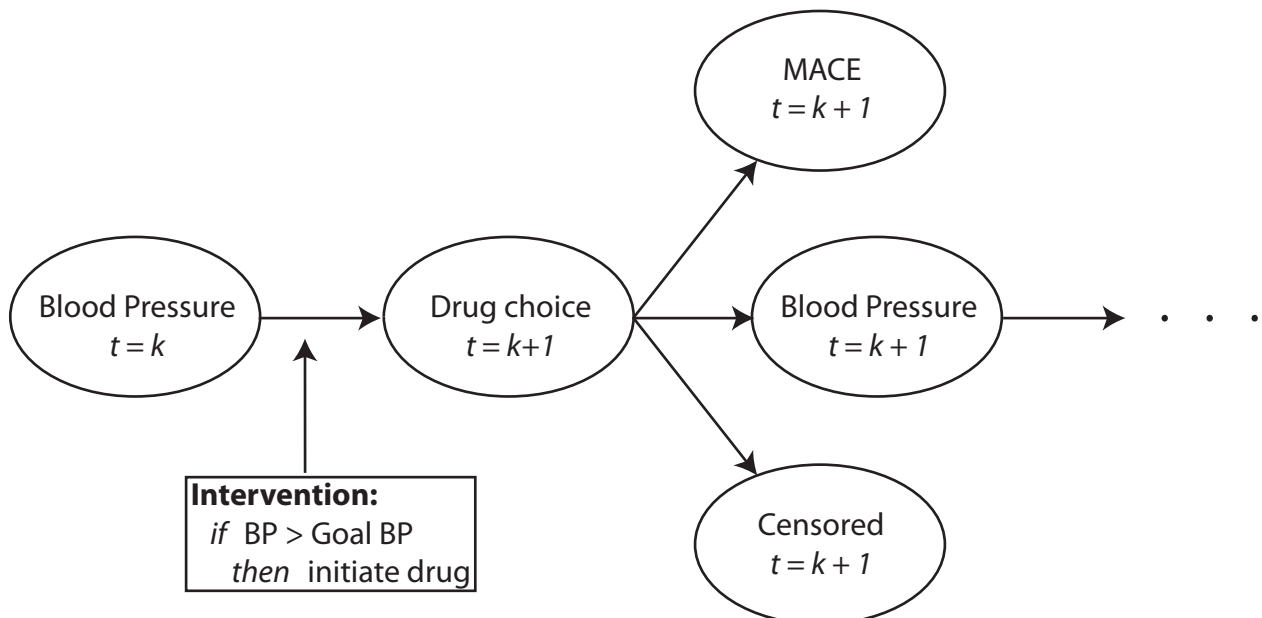 MACE
t = k + 1
Blood Pressure
t = k
Drug choice
t = k+1
Blood Pressure
t = k + 1
. . .
Intervention:
if BP > Goal BP
then initiate drug
Censored
t = k + 1